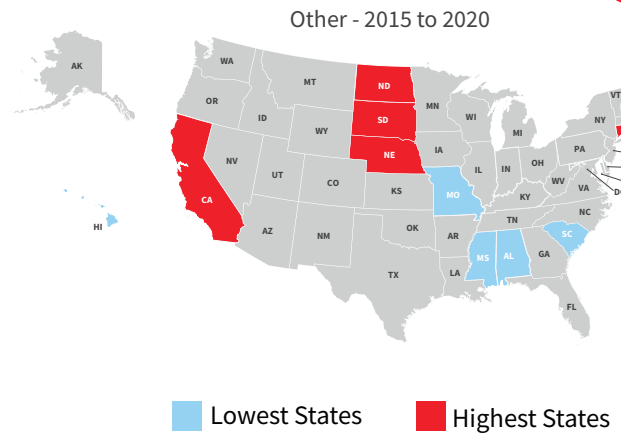 Other - 2015 to 2020
AK
WA
MT
ND
MN
VT
OR
ID
WY
SD
WI
MI
NY
NV
UT
CO
NE
IA
IL
IN
OH
PA
CA
AZ
NM
KS
MO
KY
WV
VA
OK
AR
TN
NC
TX
LA
MS
AL
GA
SC
FL
HI
Lowest States
Highest States